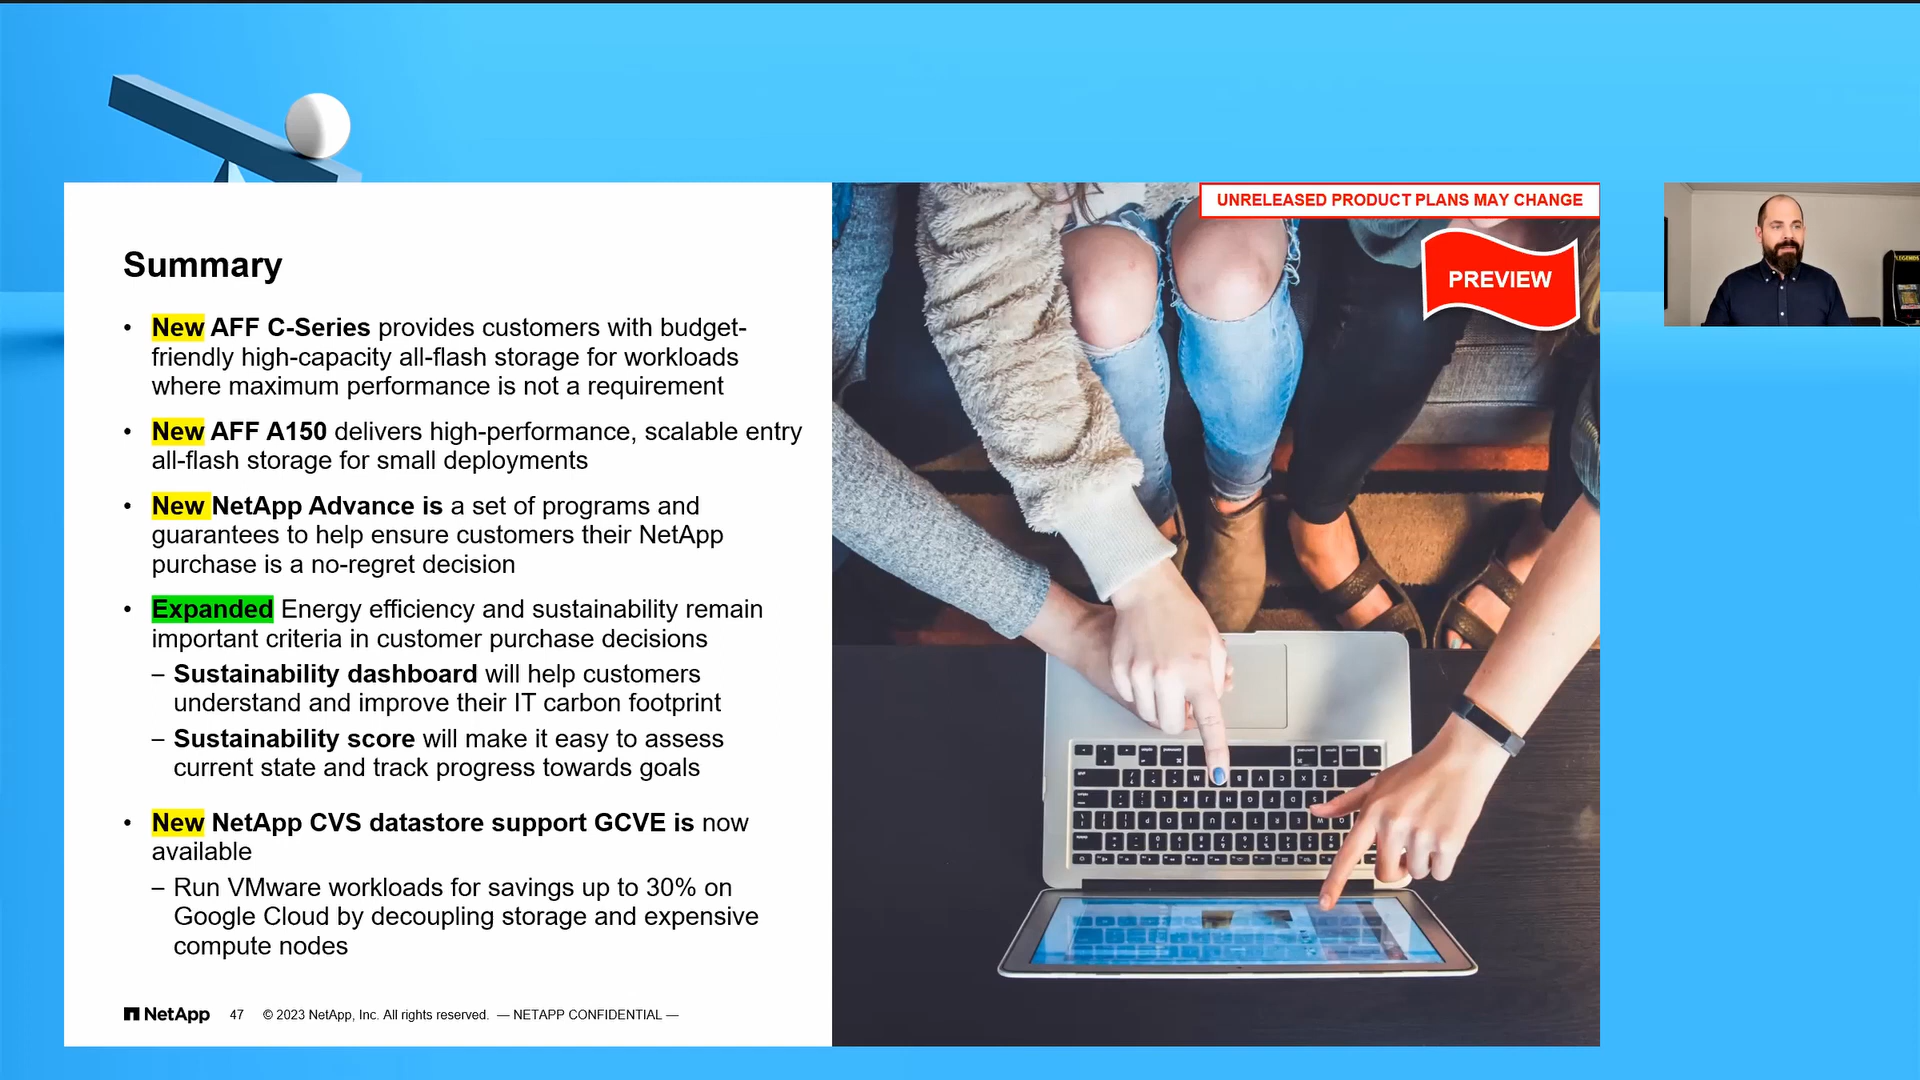 UNRELEASED PRODUCT PLANS MAY CHANGE
PREVIEW
LEGENDS
Summary
• New AFF C-Series provides customers with budget-
friendly high-capacity all-flash storage for workloads
where maximum performance is not a requirement
• New AFF A150 delivers high-performance, scalable entry
all-flash storage for small deployments
• New NetApp Advance is a set of programs and
guarantees to help ensure customers their NetApp
purchase is a no-regret decision
• Expanded Energy efficiency and sustainability remain
important criteria in customer purchase decisions
– Sustainability dashboard will help customers
understand and improve their IT carbon footprint
– Sustainability score will make it easy to assess
current state and track progress towards goals
• New NetApp CVS datastore support GCVE is now
available
– Run VMware workloads for savings up to 30% on
Google Cloud by decoupling storage and expensive
compute nodes
NetApp 47 © 2023 NetApp, Inc. All rights reserved. — NETAPP CONFIDENTIAL —